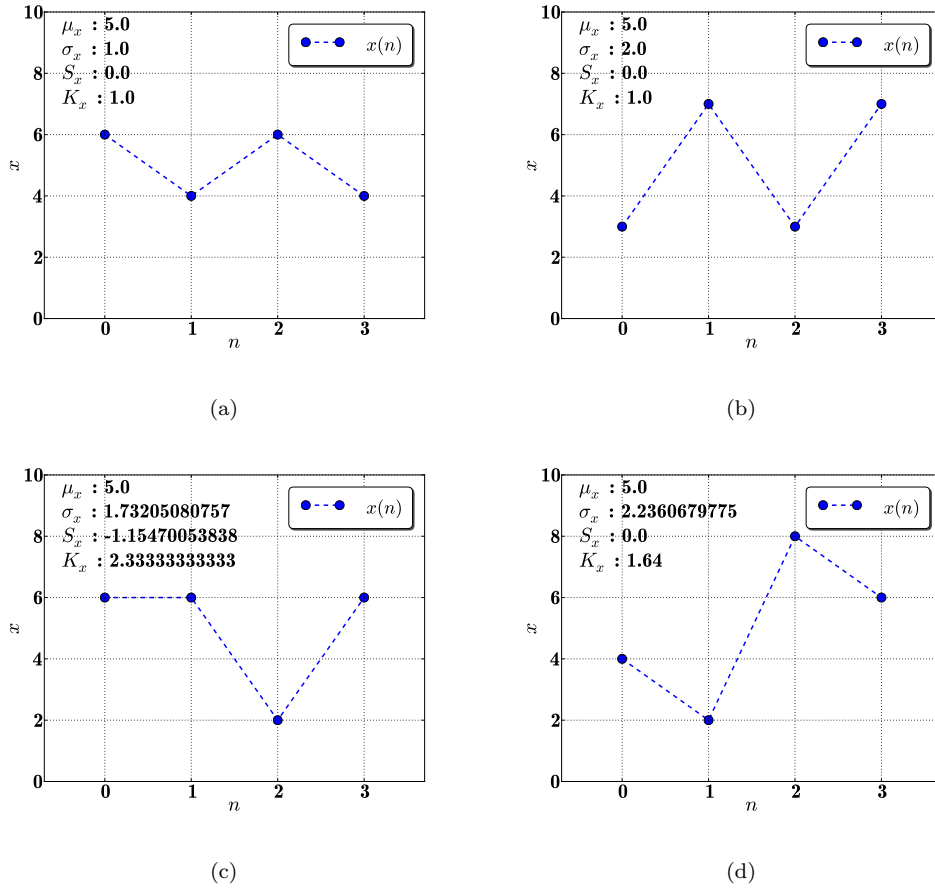 10
μₓ : 5.0
σₓ : 1.0
Sₓ : 0.0
Kₓ : 1.0
x(n)
8
6
4
2
0
x
0 1 2 3
n
(a)
10
μₓ : 5.0
σₓ : 2.0
Sₓ : 0.0
Kₓ : 1.0
x(n)
8
6
4
2
0
x
0 1 2 3
n
(b)
10
μₓ : 5.0
σₓ : 1.73205080757
Sₓ : -1.15470053838
Kₓ : 2.33333333333
x(n)
8
6
4
2
0
x
0 1 2 3
n
(c)
10
μₓ : 5.0
σₓ : 2.2360679775
Sₓ : 0.0
Kₓ : 1.64
x(n)
8
6
4
2
0
x
0 1 2 3
n
(d)